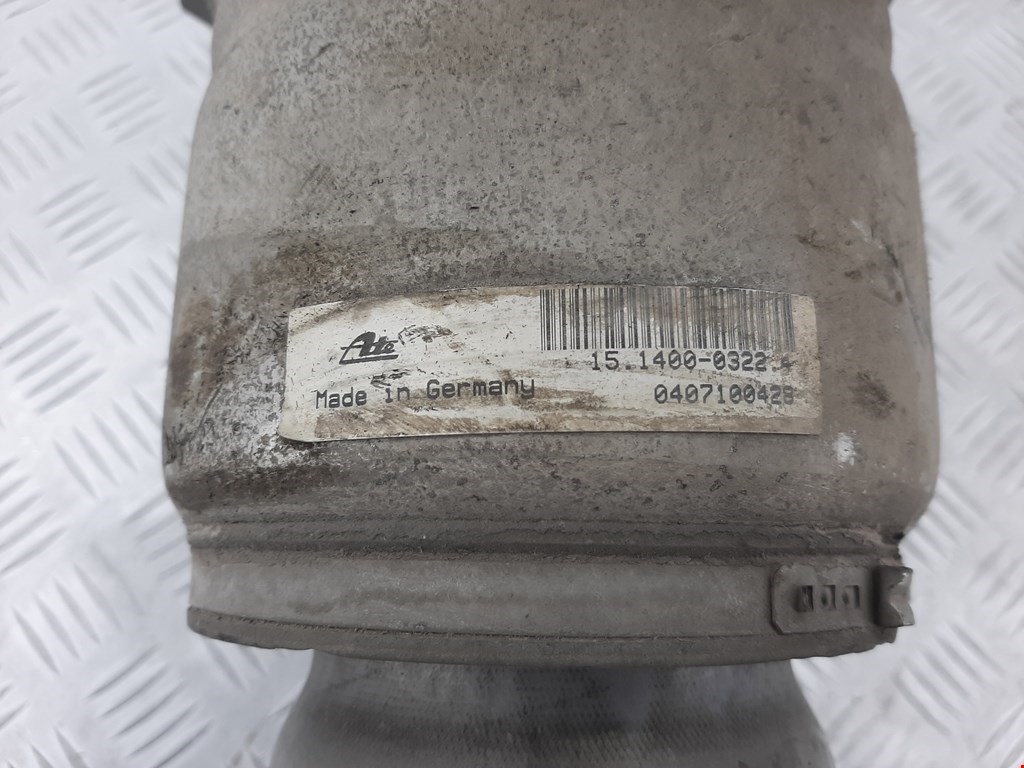 Ate
15.1400-0322.4
Made in Germany
0407100428